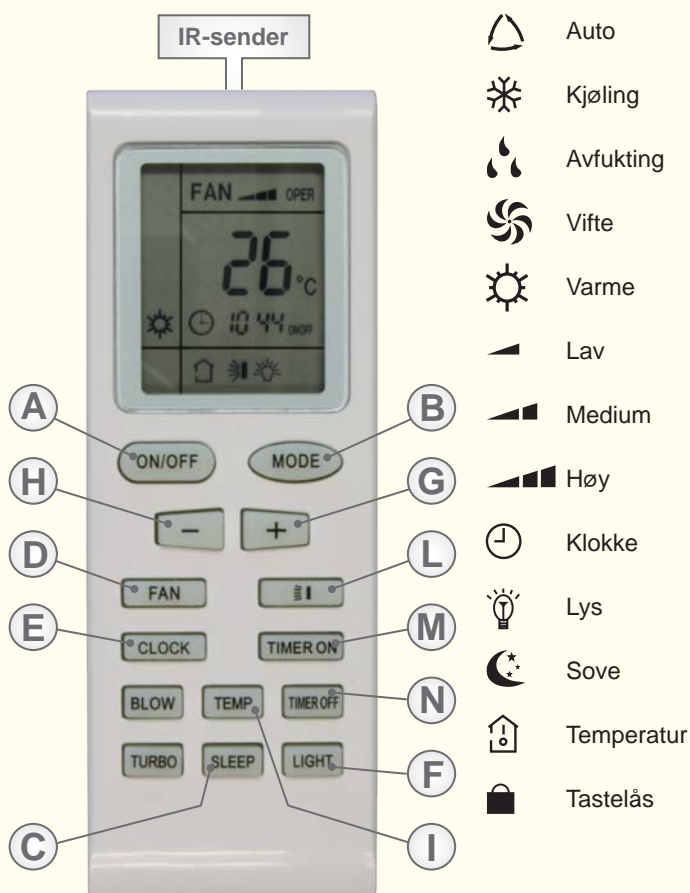 IR-sender
FAN OPER
26 °C
10 44 ON/OFF
A
B
ON/OFF
MODE
H
G
−
+
D
L
FAN
E
M
CLOCK
TIMER ON
N
BLOW
TEMP
TIMER OFF
TURBO
SLEEP
LIGHT
F
C
I
Auto
Kjøling
Avfukting
Vifte
Varme
Lav
Medium
Høy
Klokke
Lys
Sove
Temperatur
Tastelås